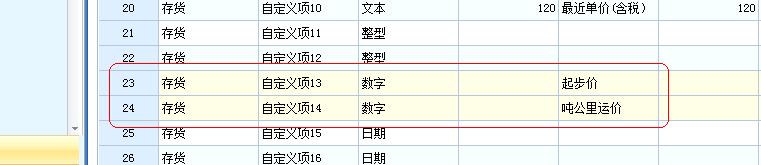 20 存货 自定义项10 文本 120 最近单价(含税) 120
21 存货 自定义项11 整型
22 存货 自定义项12 整型
23 存货 自定义项13 数字 起步价
24 存货 自定义项14 数字 吨公里运价
25 存货 自定义项15 日期
26 存货 自定义项16 日期